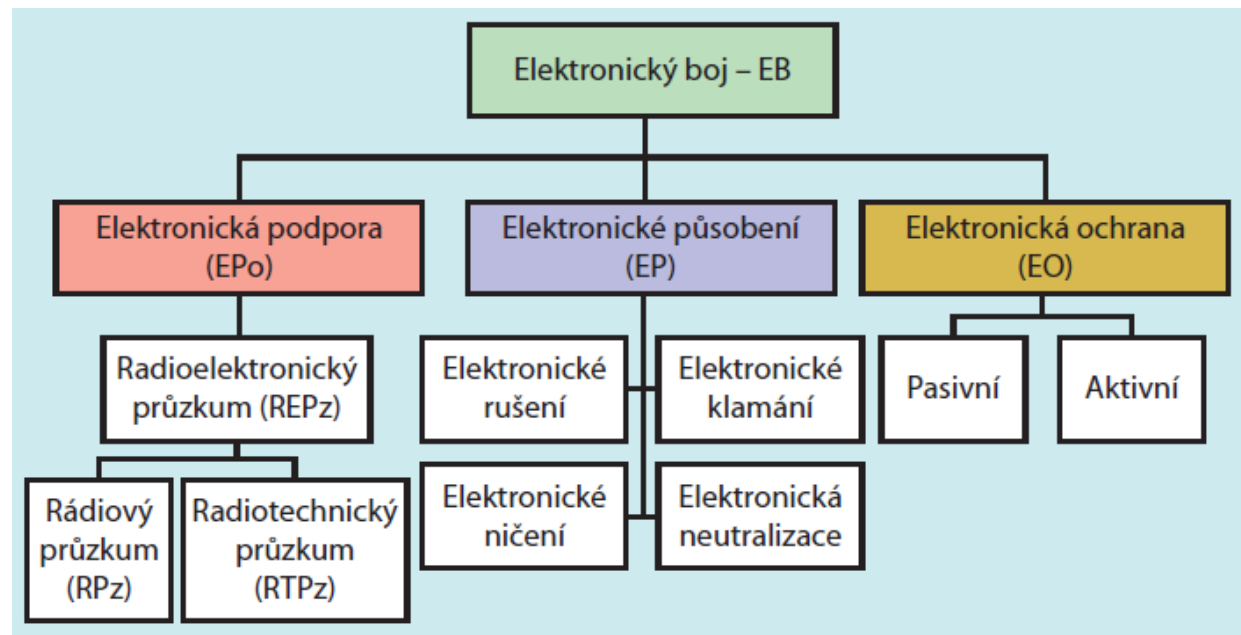 Elektronický boj – EB
Elektronická podpora
(EPo)
Elektronické působení
(EP)
Elektronická ochrana
(EO)
Radioelektronický
průzkum (REPz)
Rádiový
průzkum
(RPz)
Radiotechnický
průzkum
(RTPz)
Elektronické
rušení
Elektronické
klamání
Elektronické
ničení
Elektronická
neutralizace
Pasivní
Aktivní